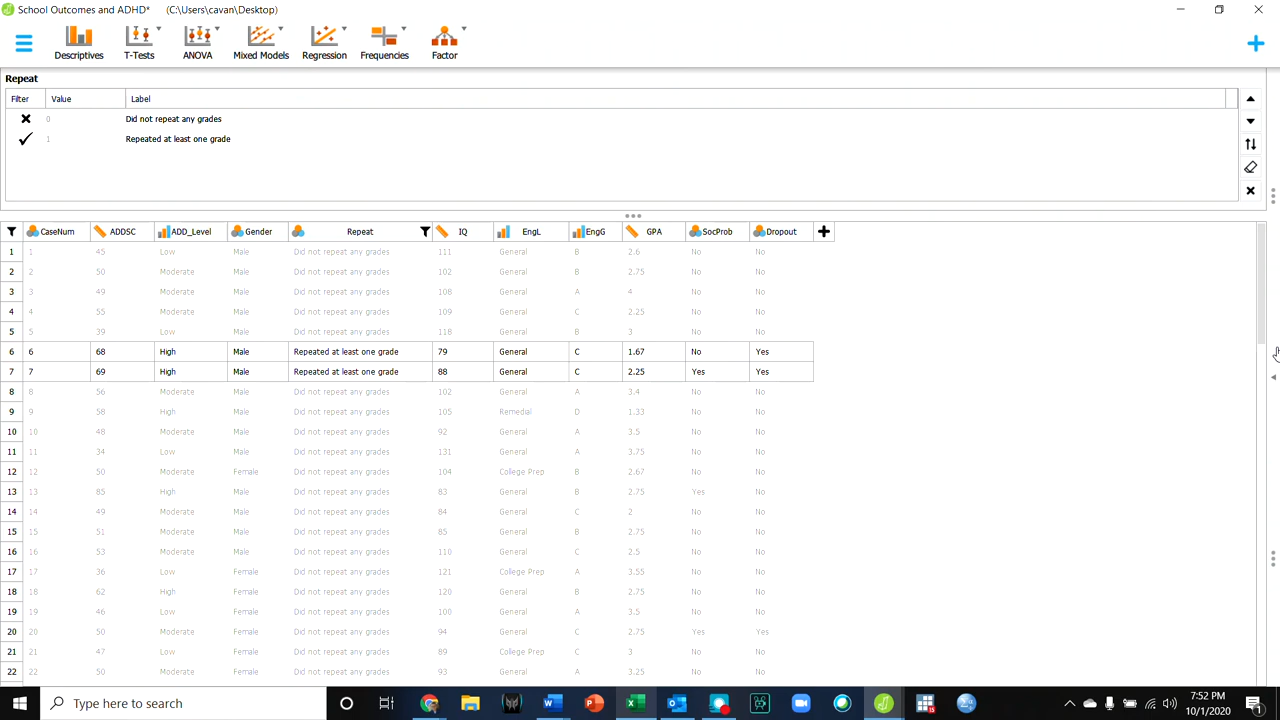 School Outcomes and ADHD* (C:\Users\cavan\Desktop)
Descriptives T-Tests ANOVA Mixed Models Regression Frequencies Factor
Repeat
Filter Value Label
0 Did not repeat any grades
1 Repeated at least one grade
CaseNum ADDSC ADD_Level Gender Repeat IQ EngL EngG GPA SocProb Dropout
1 1 45 Low Male Did not repeat any grades 111 General B 2.6 No No
2 2 50 Moderate Male Did not repeat any grades 102 General B 2.75 No No
3 3 49 Moderate Male Did not repeat any grades 108 General A 4 No No
4 4 55 Moderate Male Did not repeat any grades 109 General C 2.25 No No
5 5 39 Low Male Did not repeat any grades 118 General B 3 No No
6 6 68 High Male Repeated at least one grade 79 General C 1.67 No Yes
7 7 69 High Male Repeated at least one grade 88 General C 2.25 Yes Yes
8 8 56 Moderate Male Did not repeat any grades 102 General A 3.4 No No
9 9 58 High Male Did not repeat any grades 105 Remedial D 1.33 No No
10 10 48 Moderate Male Did not repeat any grades 92 General A 3.5 No No
11 11 34 Low Male Did not repeat any grades 131 General A 3.75 No No
12 12 50 Moderate Female Did not repeat any grades 104 College Prep B 2.67 No No
13 13 85 High Male Did not repeat any grades 83 General B 2.75 Yes No
14 14 49 Moderate Male Did not repeat any grades 84 General C 2 No No
15 15 51 Moderate Male Did not repeat any grades 85 General B 2.75 No No
16 16 53 Moderate Male Did not repeat any grades 110 General C 2.5 No No
17 17 36 Low Female Did not repeat any grades 121 College Prep A 3.55 No No
18 18 62 High Female Did not repeat any grades 120 General B 2.75 No No
19 19 46 Low Female Did not repeat any grades 100 General A 3.5 No No
20 20 50 Moderate Female Did not repeat any grades 94 General C 2.75 Yes Yes
21 21 47 Low Female Did not repeat any grades 89 College Prep C 3 No No
22 22 50 Moderate Female Did not repeat any grades 93 General A 3.25 No No
Type here to search
7:52 PM
10/1/2020
1